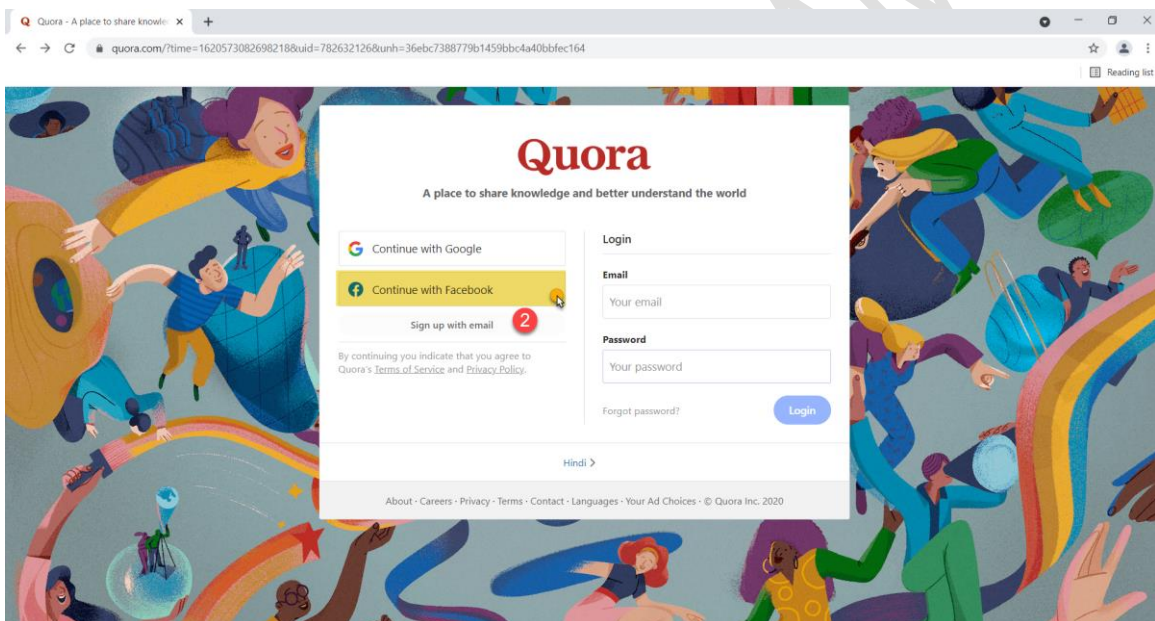 Quora - A place to share knowle
quora.com/?time=1620573082698218&uid=782632126&unh=36ebc7388779b1459bbc4a40bbfec164
Reading list
Quora
A place to share knowledge and better understand the world
Continue with Google
Continue with Facebook
Sign up with email
2
By continuing you indicate that you agree to
Quora's Terms of Service and Privacy Policy.
Login
Email
Your email
Password
Your password
Forgot password?
Login
Hindi >
About · Careers · Privacy · Terms · Contact · Languages · Your Ad Choices · © Quora Inc. 2020